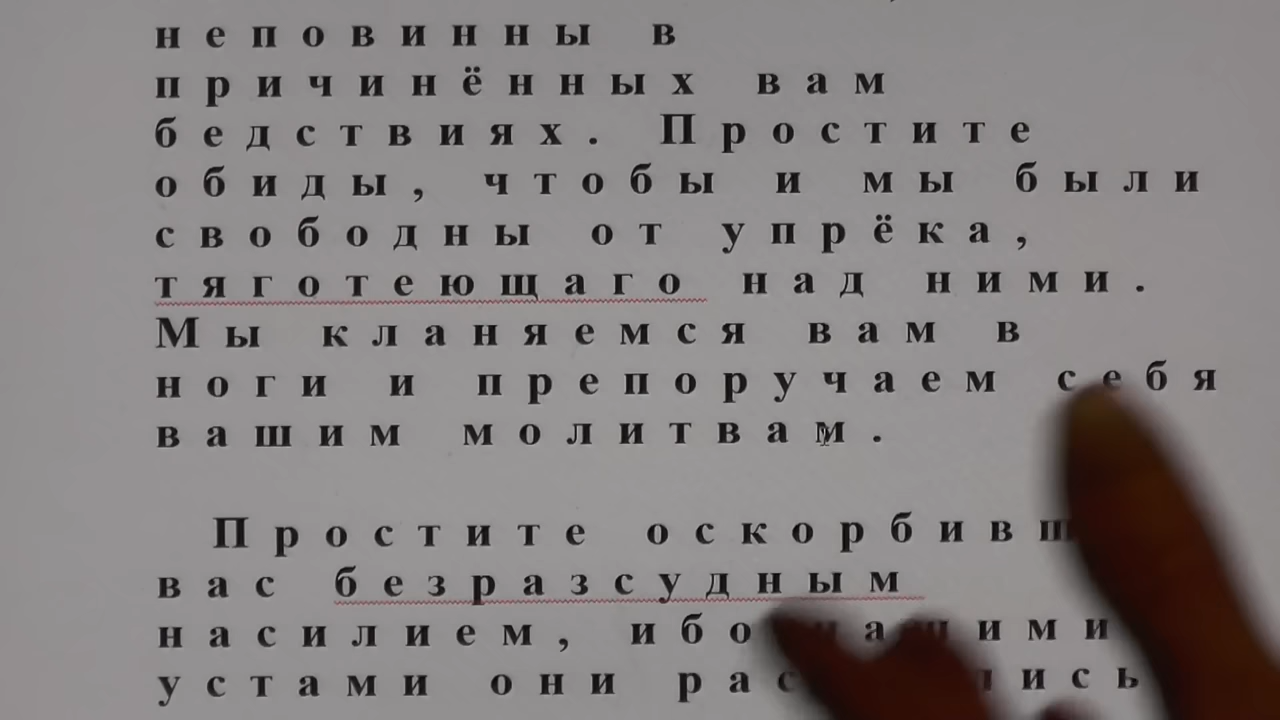 неповинны в
причинённых вам
бедствиях. Простите
обиды, чтобы и мы были
свободны от упрёка,
тяготеющаго над ними.
Мы кланяемся вам в
ноги и препоручаем себя
вашим молитвам.
Простите
вас безразсудным
насилием, ибо
устами они